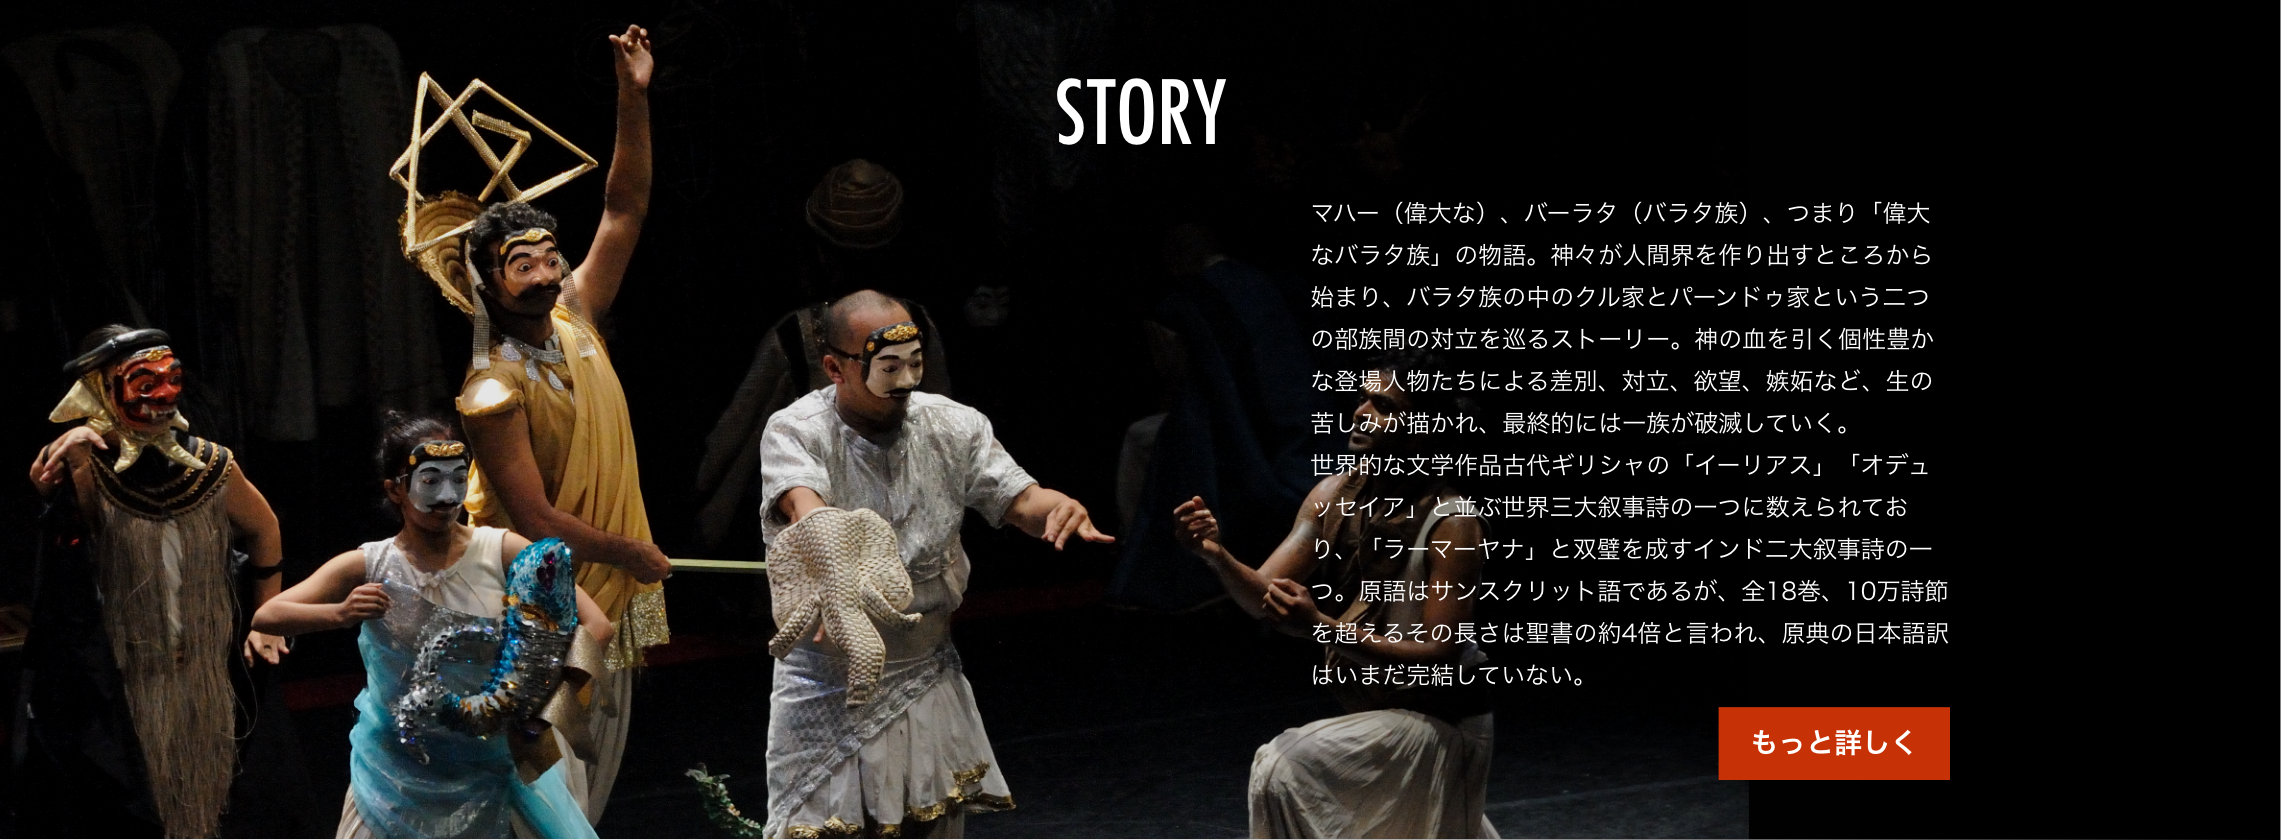 STORY
マハー（偉大な）、バーラタ（バラタ族）、つまり「偉大
なバラタ族」の物語。神々が人間界を作り出すところから
始まり、バラタ族の中のクル家とパーンドゥ家という二つ
の部族間の対立を巡るストーリー。神の血を引く個性豊か
な登場人物たちによる差別、対立、欲望、嫉妬など、生の
苦しみが描かれ、最終的には一族が破滅していく。
世界的な文学作品古代ギリシャの「イーリアス」「オデュ
ッセイア」と並ぶ世界三大叙事詩の一つに数えられてお
り、「ラーマーヤナ」と双璧を成すインド二大叙事詩の一
つ。原語はサンスクリット語であるが、全18巻、10万詩節
を超えるその長さは聖書の約4倍と言われ、原典の日本語訳
はいまだ完結していない。
もっと詳しく